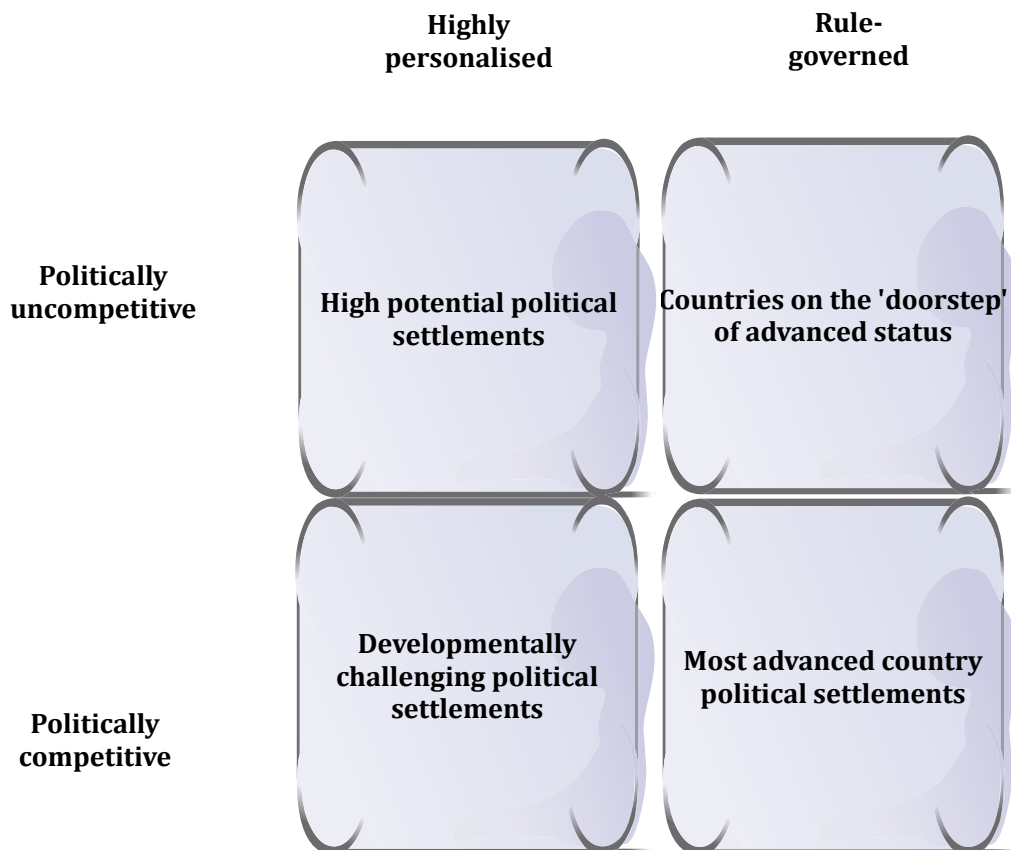 Highly
personalised
Rule-
governed
Politically
uncompetitive
High potential political
settlements
Countries on the 'doorstep'
of advanced status
Politically
competitive
Developmentally
challenging political
settlements
Most advanced country
political settlements